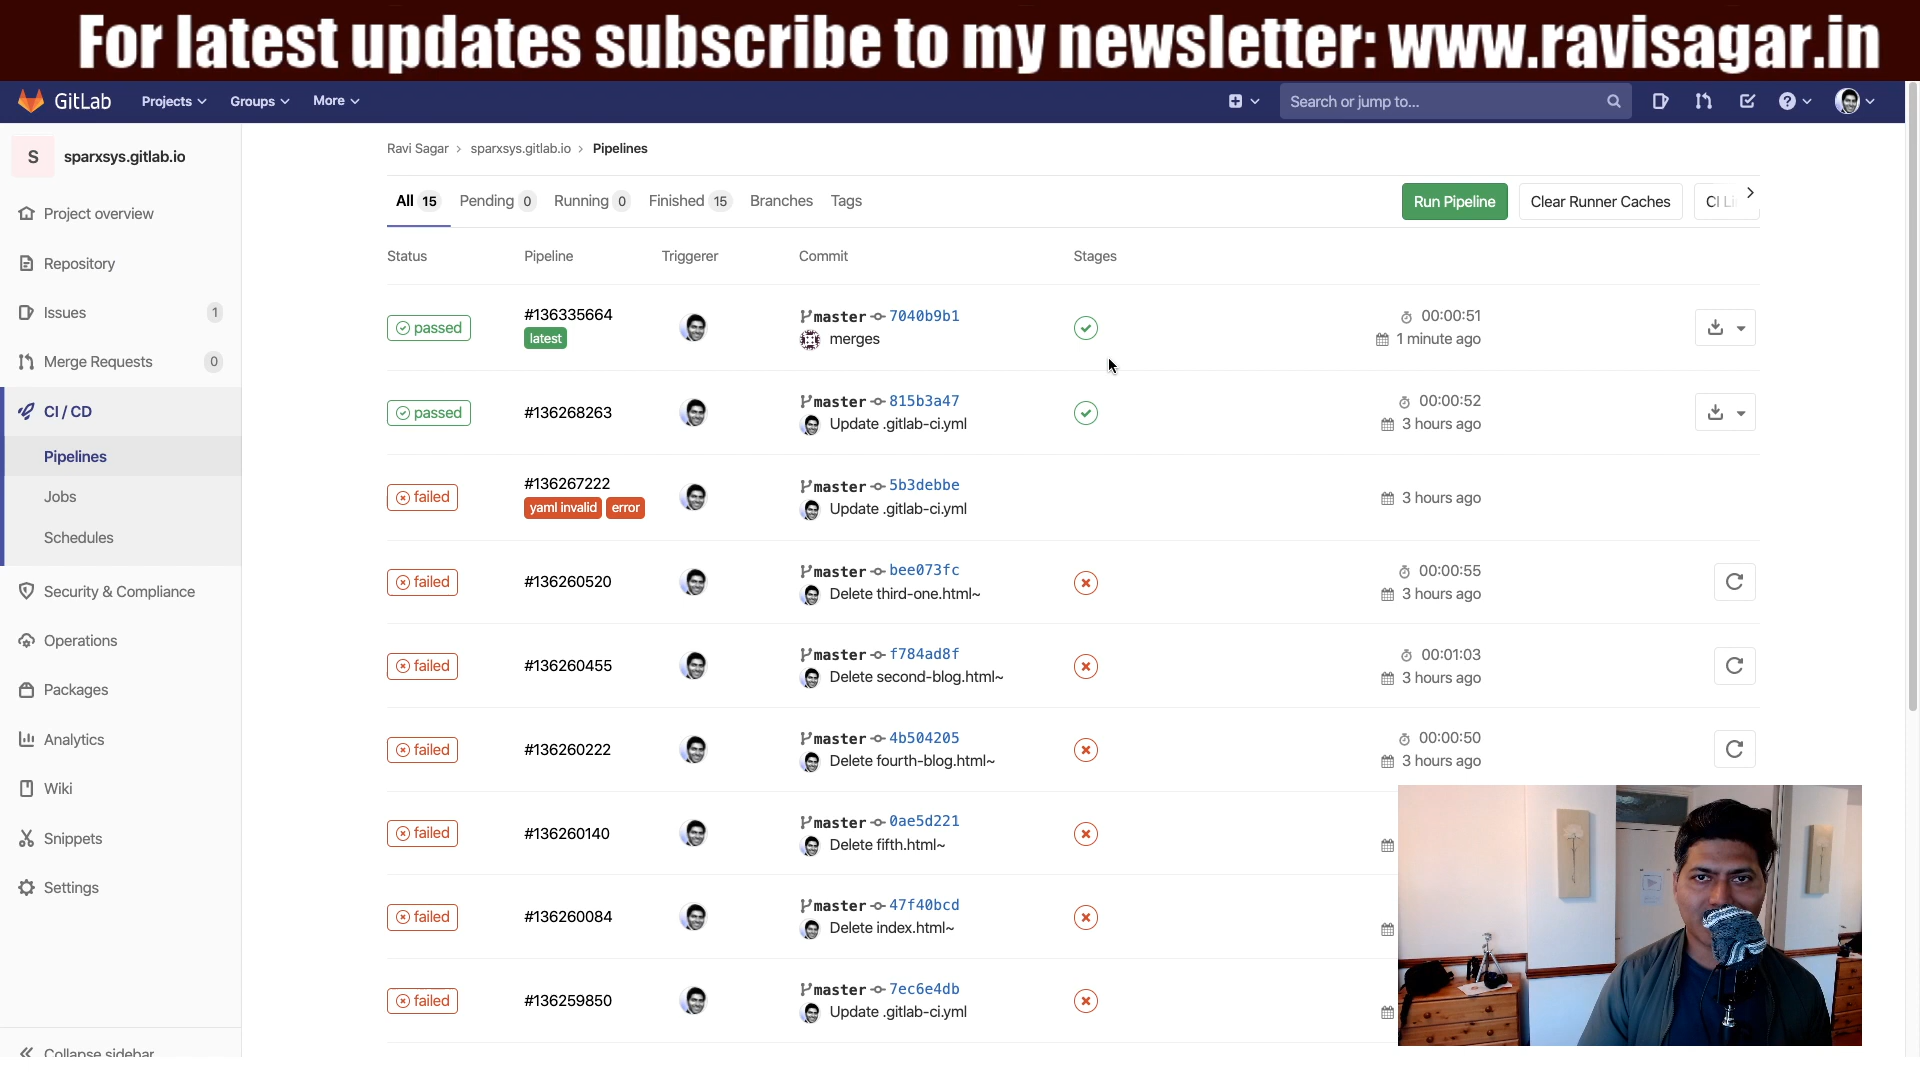 For latest updates subscribe to my newsletter: www.ravisagar.in
GitLab Projects Groups More Search or jump to...
S sparxsys.gitlab.io
Project overview
Repository
Issues 1
Merge Requests 0
CI / CD
Pipelines
Jobs
Schedules
Security & Compliance
Operations
Packages
Analytics
Wiki
Snippets
Settings
Collapse sidebar
Ravi Sagar > sparxsys.gitlab.io > Pipelines
All 15 Pending 0 Running 0 Finished 15 Branches Tags Run Pipeline Clear Runner Caches CI
Status Pipeline Triggerer Commit Stages
#136335664 master 7040b9b1 00:00:51
passed latest merges 1 minute ago
master 815b3a47 00:00:52
passed #136268263 Update .gitlab-ci.yml 3 hours ago
#136267222 master 5b3debbe
failed yaml invalid error Update .gitlab-ci.yml 3 hours ago
master bee073fc 00:00:55
failed #136260520 Delete third-one.html~ 3 hours ago
master f784ad8f 00:01:03
failed #136260455 Delete second-blog.html~ 3 hours ago
master 4b504205 00:00:50
failed #136260222 Delete fourth-blog.html~ 3 hours ago
master 0ae5d221
failed #136260140 Delete fifth.html~
master 47f40bcd
failed #136260084 Delete index.html~
master 7ec6e4db
failed #136259850 Update .gitlab-ci.yml